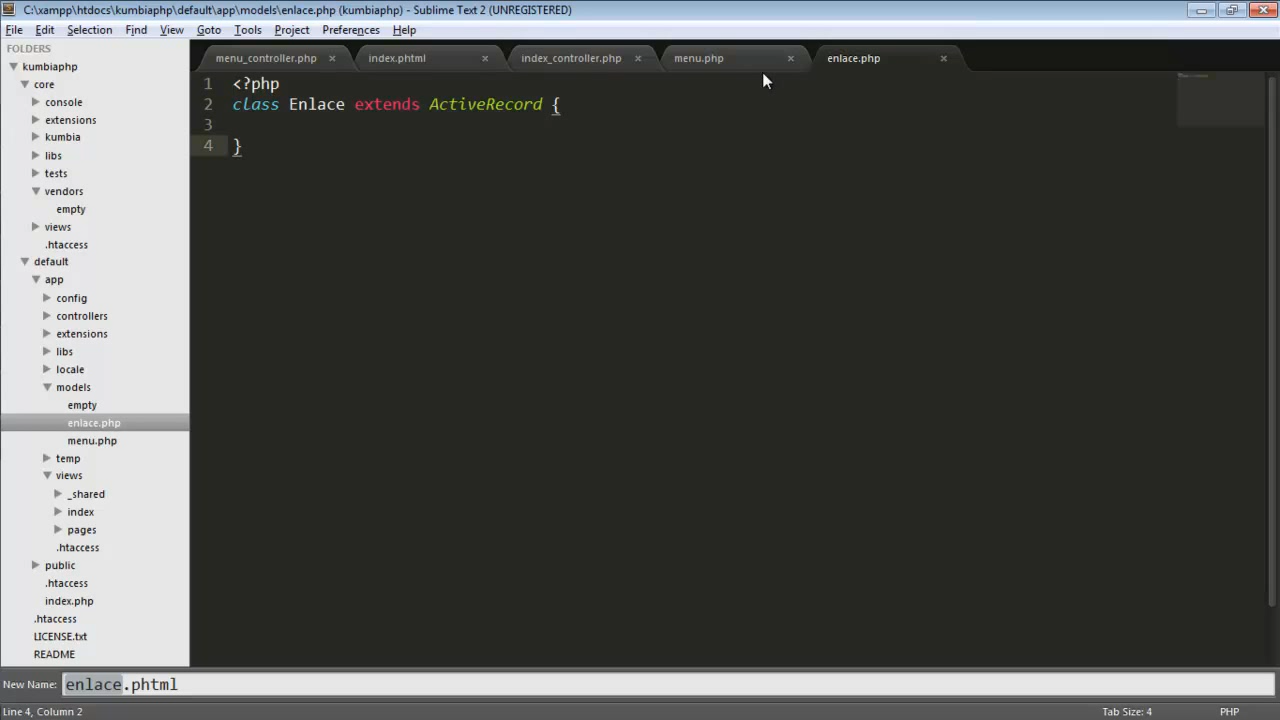 C:\xampp\htdocs\kumbiaphp\default\app\models\enlace.php (kumbiaphp) - Sublime Text 2 (UNREGISTERED)
File Edit Selection Find View Goto Tools Project Preferences Help
FOLDERS
kumbiaphp
core
console
extensions
kumbia
libs
tests
vendors
empty
views
.htaccess
default
app
config
controllers
extensions
libs
locale
models
empty
enlace.php
menu.php
temp
views
_shared
index
pages
.htaccess
public
.htaccess
index.php
.htaccess
LICENSE.txt
README
menu_controller.php index.phtml index_controller.php menu.php enlace.php
1 <?php
2 class Enlace extends ActiveRecord {
3
4 }
New Name: enlace.phtml
Line 4, Column 2 Tab Size: 4 PHP